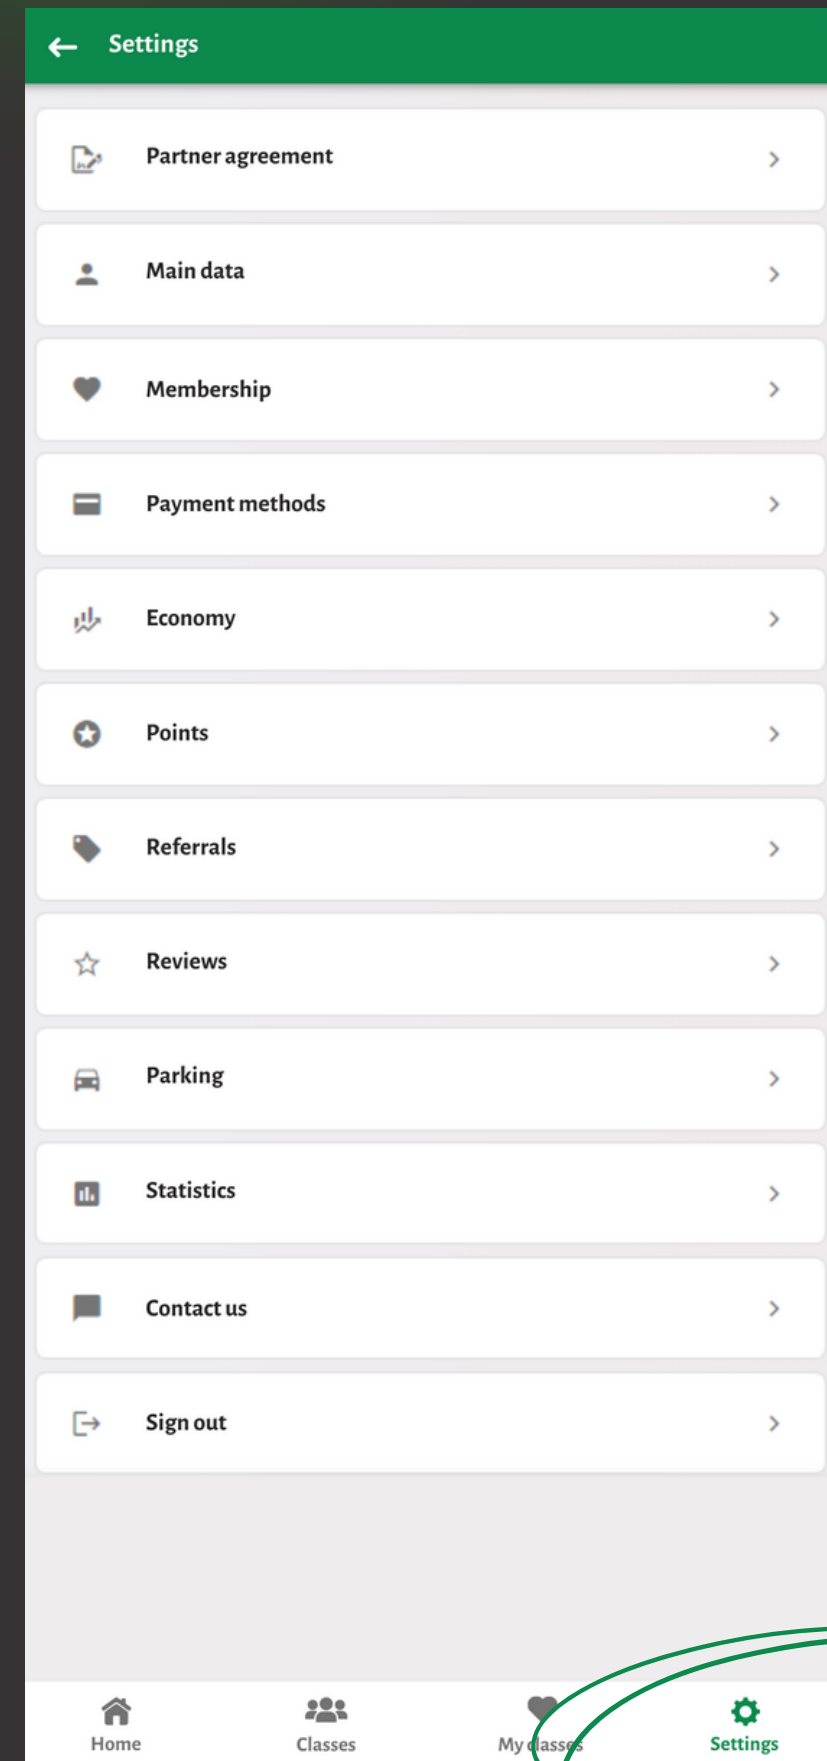 Settings
Partner agreement
Main data
Membership
Payment methods
Economy
Points
Referrals
Reviews
Parking
Statistics
Contact us
Sign out
Home
Classes
My classes
Settings